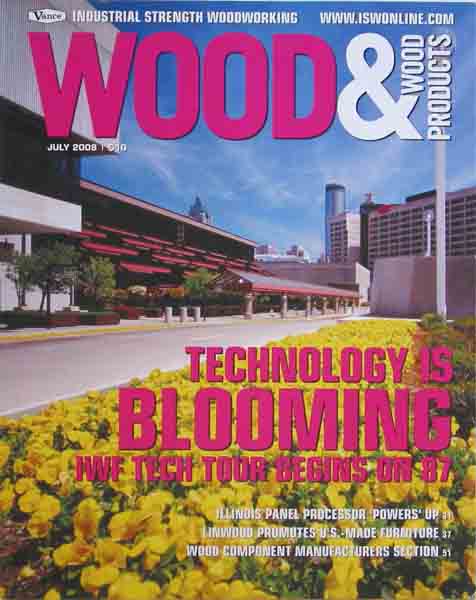 Vance
INDUSTRIAL STRENGTH WOODWORKING
WWW.ISWONLINE.COM
WOOD&
WOOD
PRODUCTS
JULY 2008 | $10
TECHNOLOGY IS
BLOOMING
IWF TECH TOUR BEGINS ON 87
ILLINOIS PANEL PROCESSOR 'POWERS' UP 31
LINWOOD PROMOTES U.S.-MADE FURNITURE 37
WOOD COMPONENT MANUFACTURERS SECTION 51